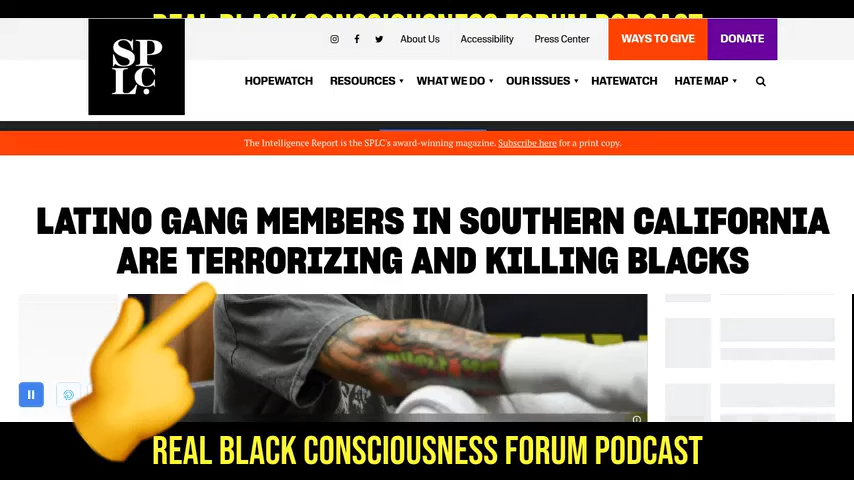 REAL BLACK CONSCIOUSNESS FORUM PODCAST
SPLC.
About Us Accessibility Press Center WAYS TO GIVE DONATE
HOPEWATCH RESOURCES WHAT WE DO OUR ISSUES HATEWATCH HATE MAP
The Intelligence Report is the SPLC's award-winning magazine. Subscribe here for a print copy.
LATINO GANG MEMBERS IN SOUTHERN CALIFORNIA
ARE TERRORIZING AND KILLING BLACKS
REAL BLACK CONSCIOUSNESS FORUM PODCAST